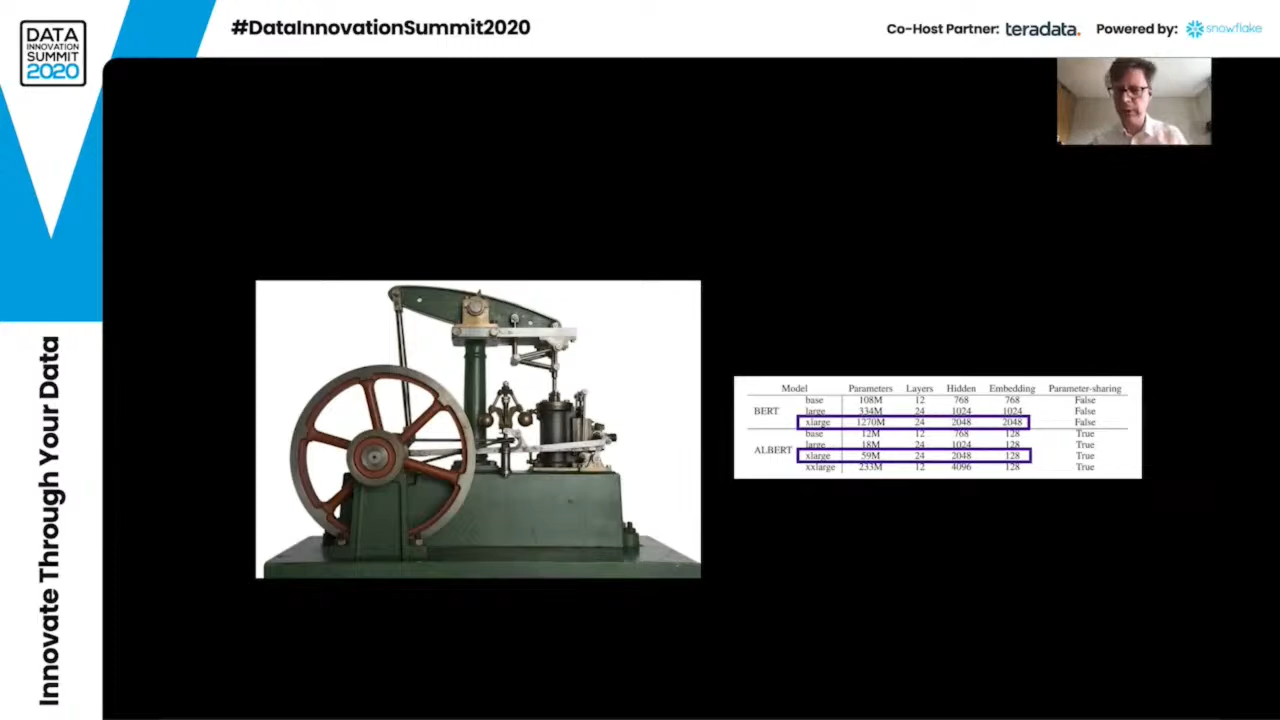 DATA
INNOVATION
SUMMIT
2020
#DataInnovationSummit2020
Co-Host Partner: teradata. Powered by: snowflake
Innovate Through Your Data
Model Parameters Layers Hidden Embedding Parameter-sharing
BERT
base 108M 12 768 768 False
large 334M 24 1024 1024 False
xlarge 1270M 24 2048 2048 False
ALBERT
base 12M 12 768 128 True
large 18M 24 1024 128 True
xlarge 59M 24 2048 128 True
xxlarge 233M 12 4096 128 True